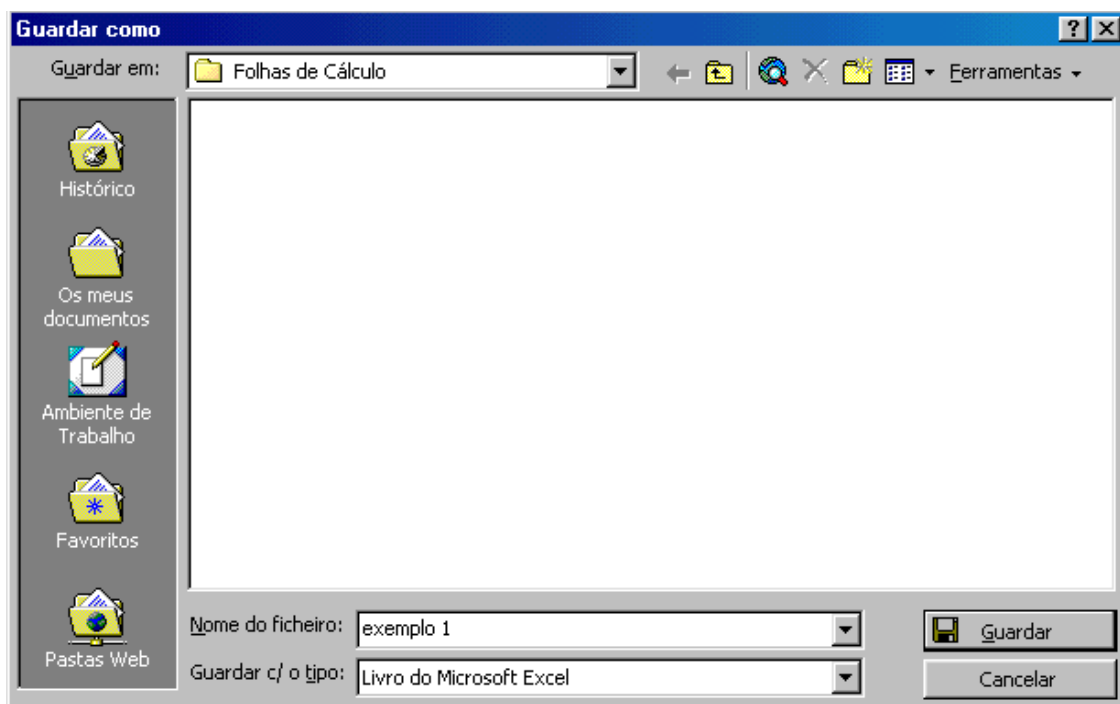 Guardar como
Guardar em:
Folhas de Cálculo
Ferramentas
Histórico
Os meus
documentos
Ambiente de
Trabalho
Favoritos
Pastas Web
Nome do ficheiro:
exemplo 1
Guardar
Guardar c/ o tipo:
Livro do Microsoft Excel
Cancelar